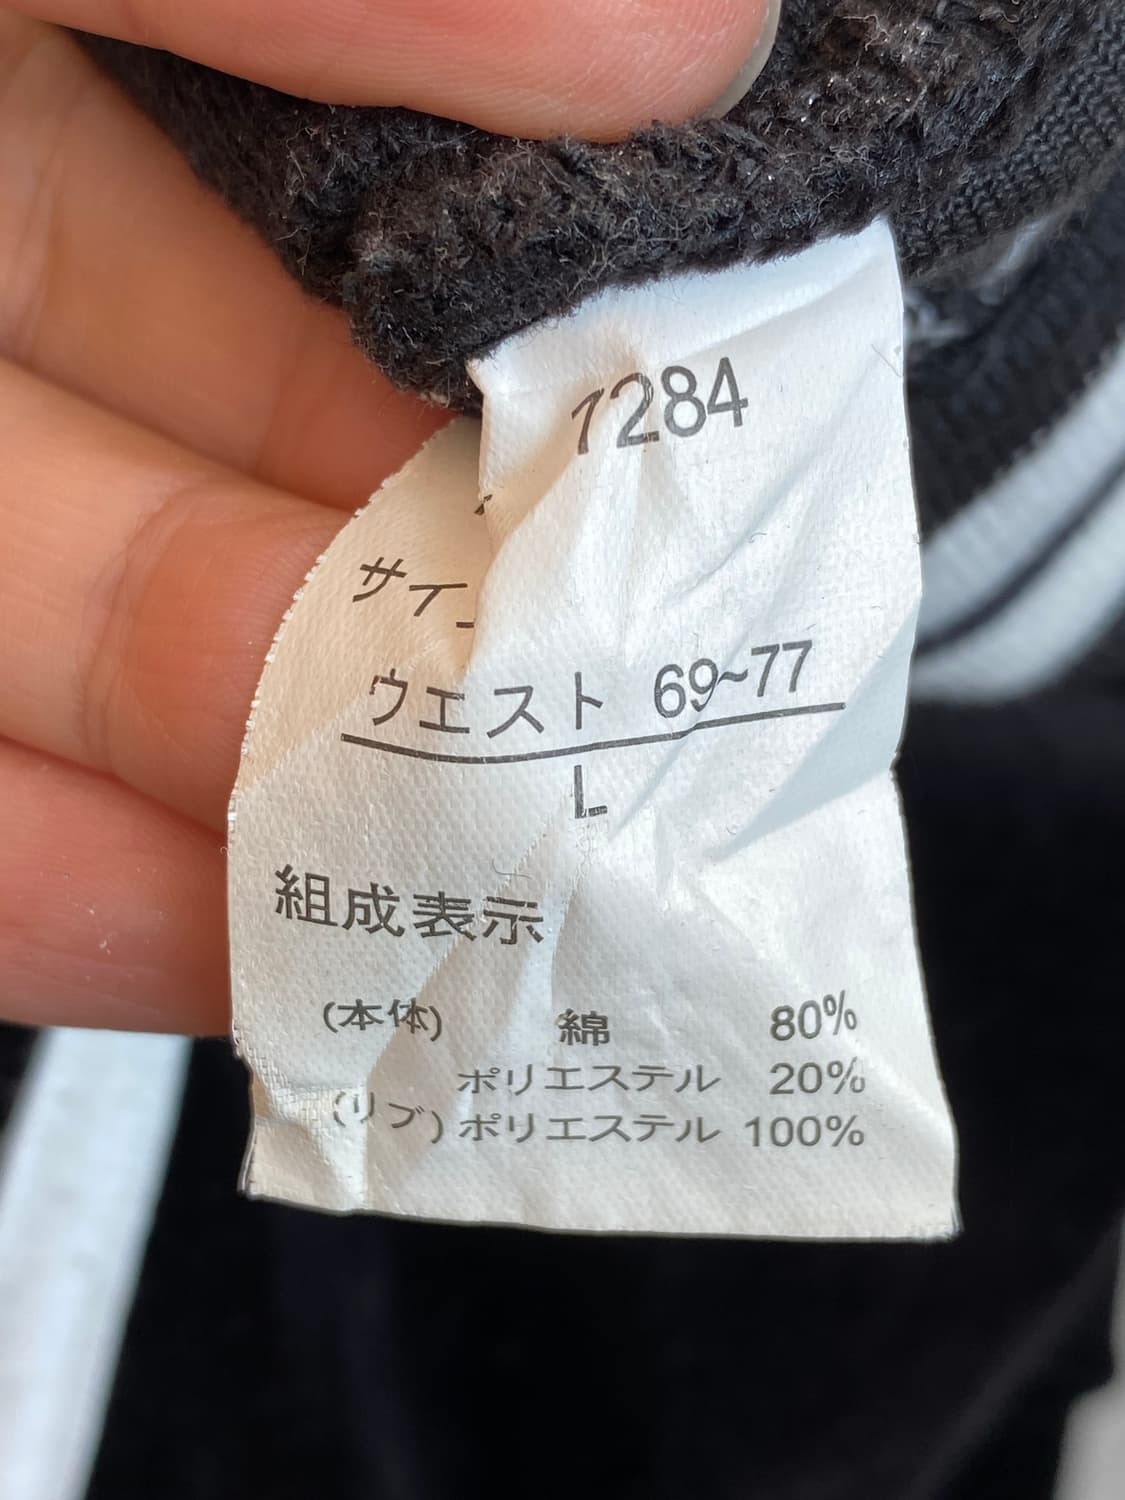 1284
サイ
ウエスト 69~77
L
組成表示
(本体) 綿 80%
ポリエステル 20%
(リブ) ポリエステル 100%